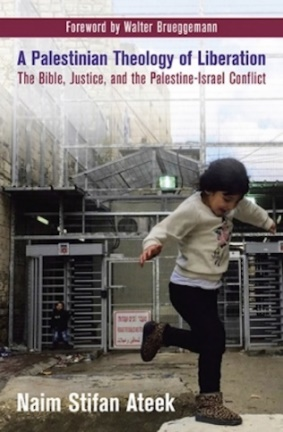 Foreword by Walter Brueggemann
A Palestinian Theology of Liberation
The Bible, Justice, and the Palestine-Israel Conflict
Naim Stifan Ateek